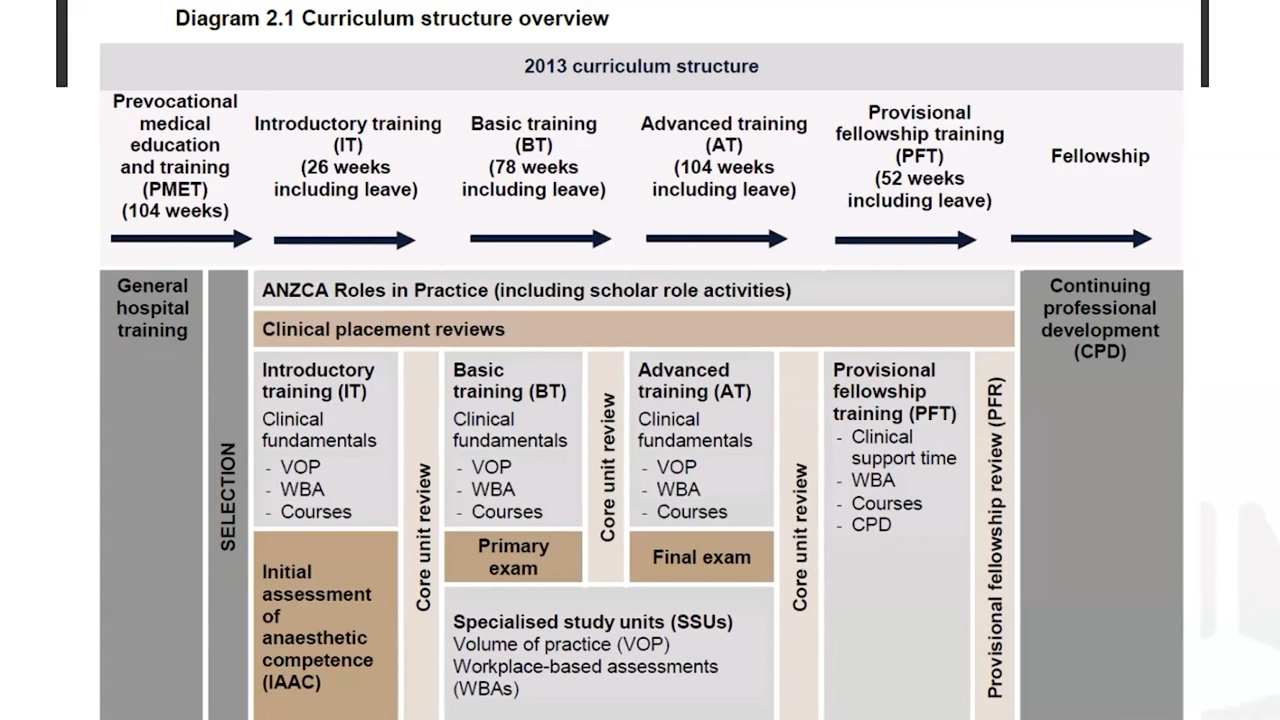 Diagram 2.1 Curriculum structure overview
2013 curriculum structure
Prevocational
medical
education
and training
(PMET)
(104 weeks)
Introductory training
(IT)
(26 weeks
including leave)
Basic training
(BT)
(78 weeks
including leave)
Advanced training
(AT)
(104 weeks
including leave)
Provisional
fellowship training
(PFT)
(52 weeks
including leave)
Fellowship
General
hospital
training
SELECTION
ANZCA Roles in Practice (including scholar role activities)
Clinical placement reviews
Introductory
training (IT)
Clinical
fundamentals
- VOP
- WBA
- Courses
Initial
assessment
of
anaesthetic
competence
(IAAC)
Core unit review
Basic
training (BT)
Clinical
fundamentals
- VOP
- WBA
- Courses
Primary
exam
Core unit review
Advanced
training (AT)
Clinical
fundamentals
- VOP
- WBA
- Courses
Final exam
Specialised study units (SSUs)
Volume of practice (VOP)
Workplace-based assessments
(WBAs)
Core unit review
Provisional
fellowship
training (PFT)
- Clinical
support time
- WBA
- Courses
- CPD
Provisional fellowship review (PFR)
Continuing
professional
development
(CPD)